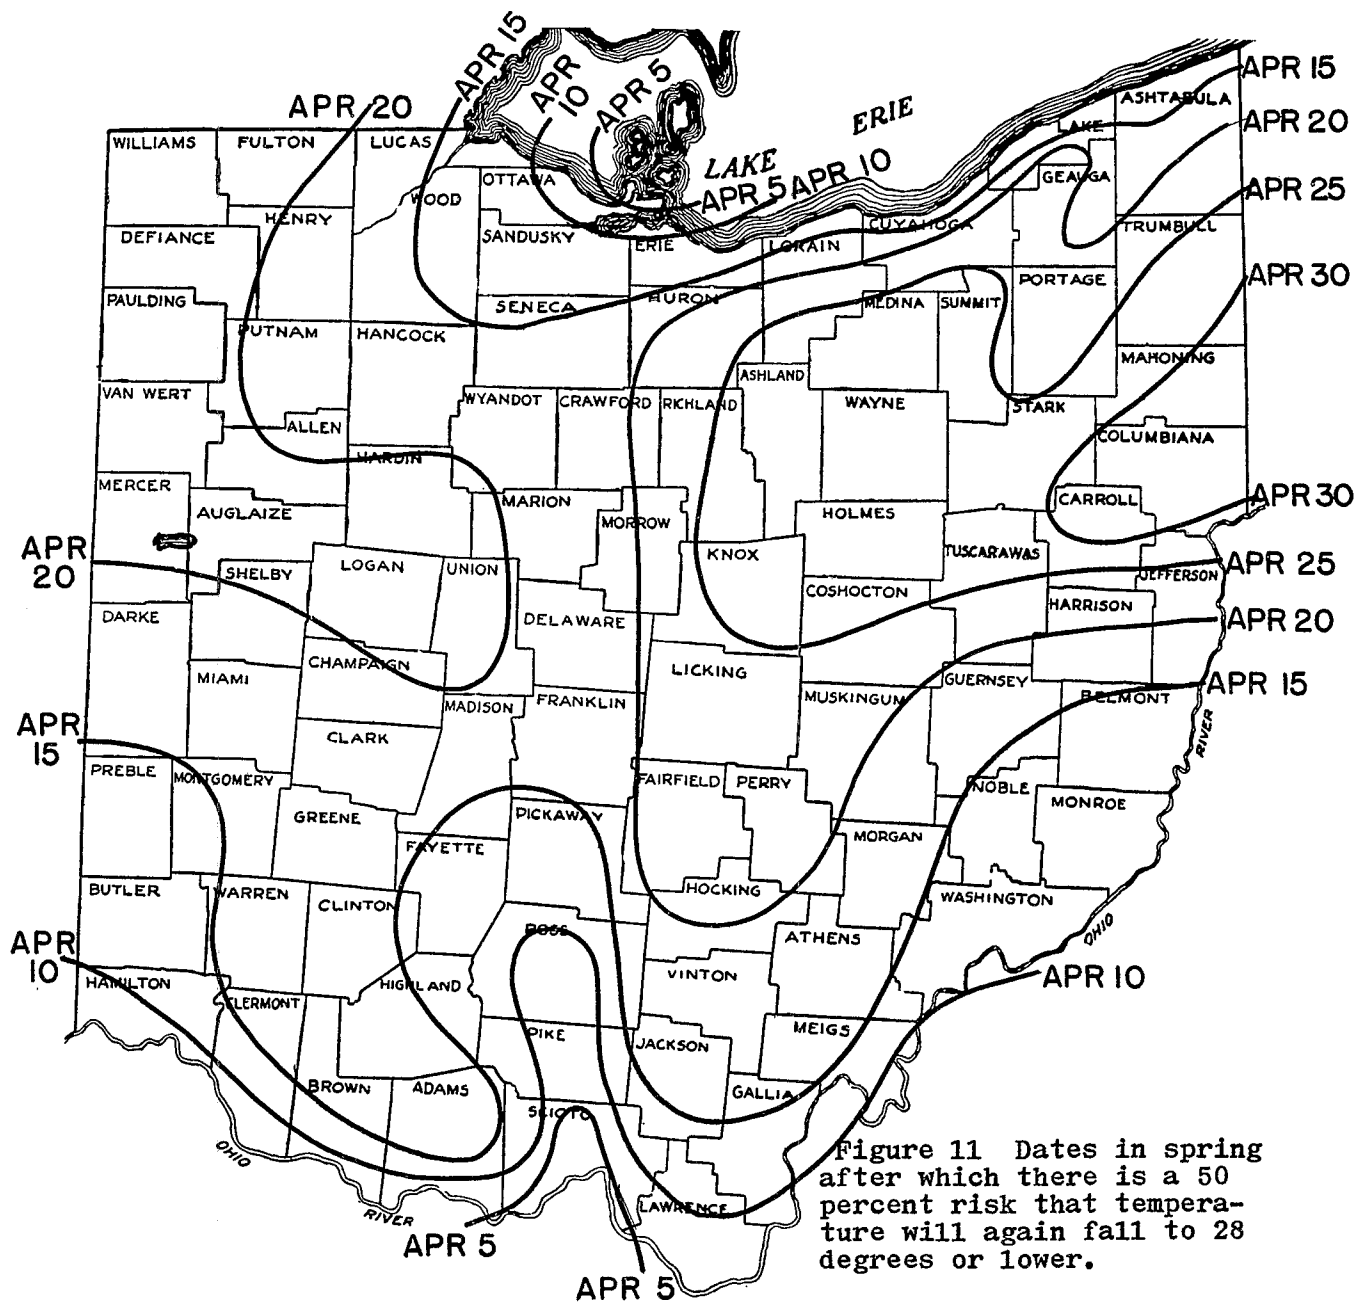 APR 15
APR 10
APR 5
APR 20
APR 15
ERIE
LAKE
ASHTABULA
LAKE
APR 20
WILLIAMS
FULTON
LUCAS
OTTAWA
WOOD
APR 5
APR 10
GEAUGA
APR 25
HENRY
DEFIANCE
SANDUSKY
ERIE
LORAIN
CUYAHOGA
TRUMBULL
APR 30
PAULDING
SENECA
HURON
MEDINA
SUMMIT
PORTAGE
PUTNAM
HANCOCK
MAHONING
VAN WERT
ASHLAND
WYANDOT
CRAWFORD
RICHLAND
WAYNE
STARK
ALLEN
COLUMBIANA
HARDIN
MERCER
MARION
CARROLL
APR 30
AUGLAIZE
MORROW
HOLMES
APR
20
KNOX
TUSCARAWAS
SHELBY
LOGAN
UNION
APR 25
JEFFERSON
COSHOCTON
HARRISON
DARKE
DELAWARE
APR 20
CHAMPAIGN
MIAMI
LICKING
GUERNSEY
APR 15
MADISON
FRANKLIN
MUSKINGUM
BELMONT
APR
15
CLARK
RIVER
PREBLE
MONTGOMERY
FAIRFIELD
PERRY
NOBLE
MONROE
GREENE
PICKAWAY
FAYETTE
MORGAN
BUTLER
WARREN
CLINTON
HOCKING
WASHINGTON
OHIO
ROSS
ATHENS
APR
10
HAMILTON
HIGHLAND
VINTON
APR 10
CLERMONT
PIKE
JACKSON
MEIGS
BROWN
ADAMS
SCIOTO
GALLIA
OHIO
RIVER
LAWRENCE
APR 5
APR 5
Figure 11 Dates in spring
after which there is a 50
percent risk that tempera-
ture will again fall to 28
degrees or lower.